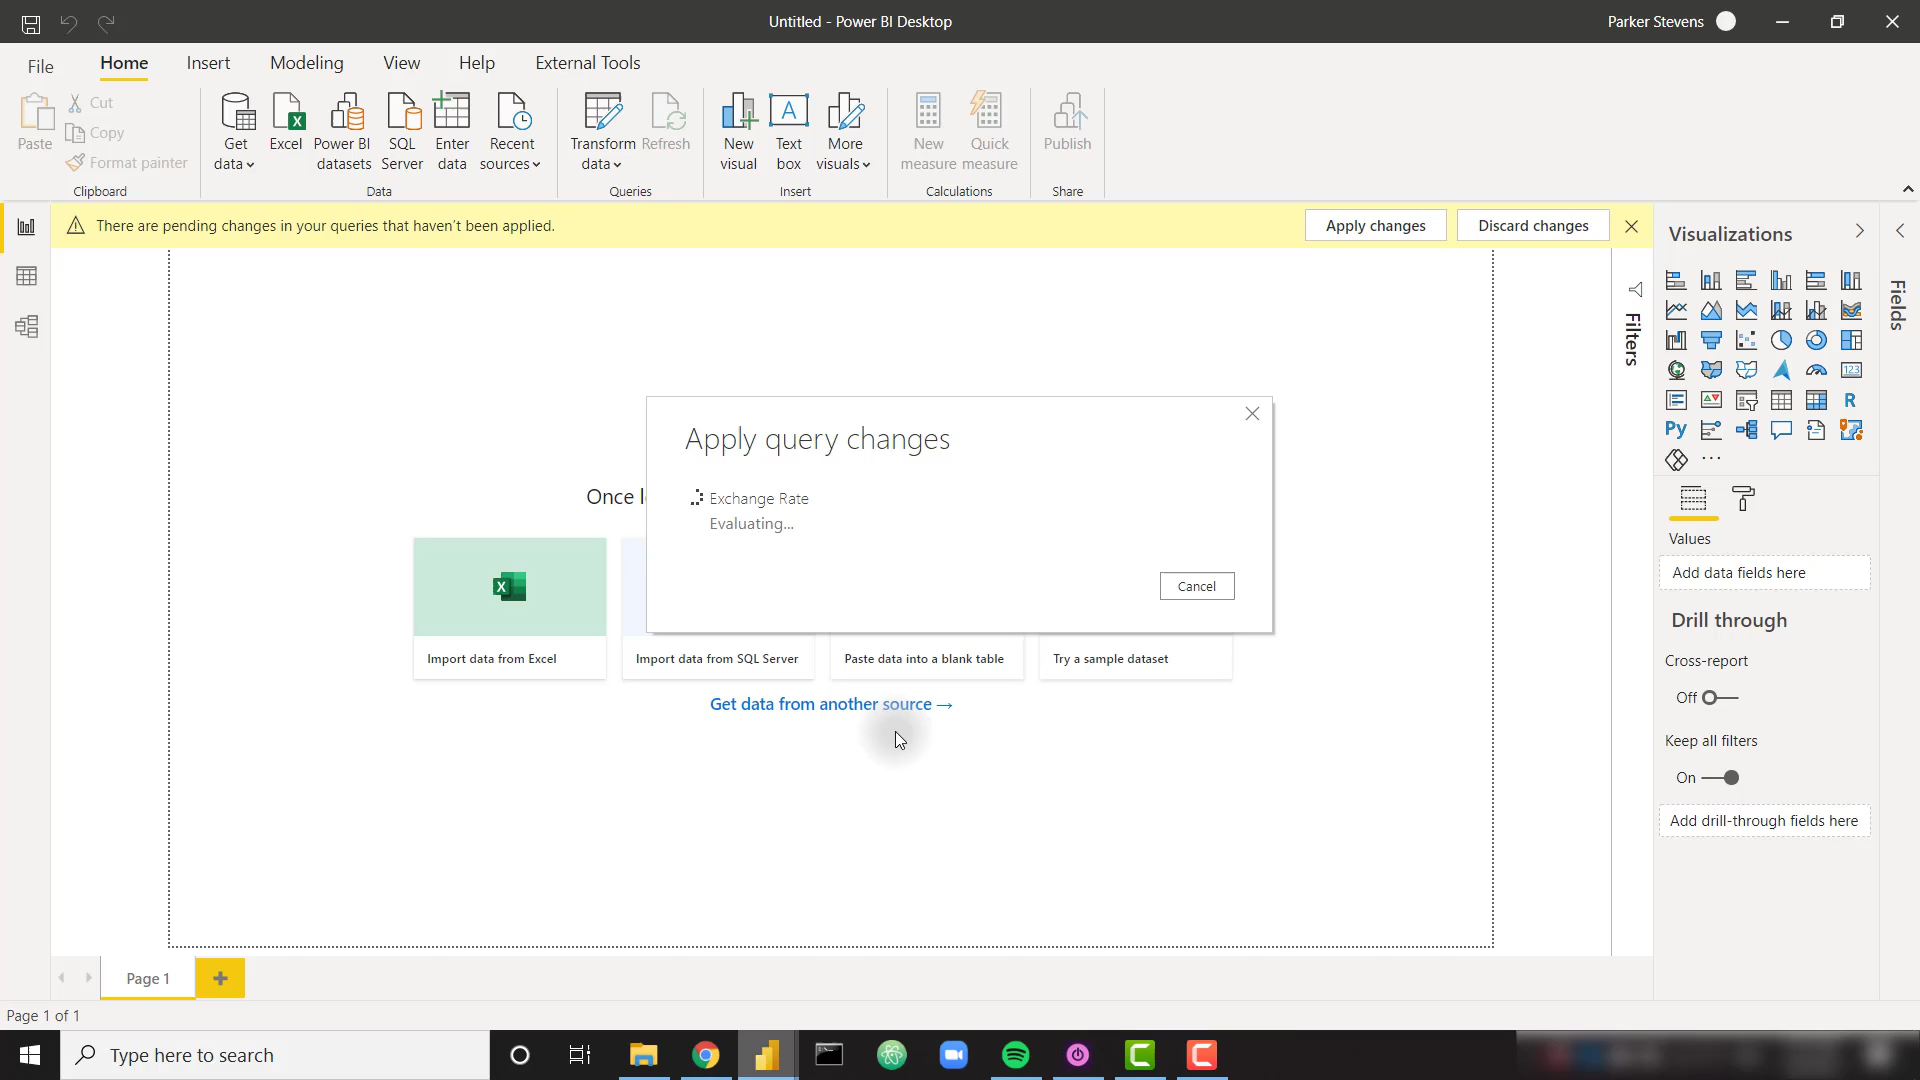 Untitled - Power BI Desktop
Parker Stevens
File
Home
Insert
Modeling
View
Help
External Tools
Paste
Cut
Copy
Format painter
Clipboard
Get data
Excel
Power BI datasets
SQL Server
Enter data
Recent sources
Data
Transform data
Refresh
Queries
New visual
Text box
More visuals
Insert
New measure
Quick measure
Calculations
Publish
Share
There are pending changes in your queries that haven't been applied.
Apply changes
Discard changes
Visualizations
Fields
Filters
Apply query changes
Exchange Rate
Evaluating...
Cancel
Once l
Import data from Excel
Import data from SQL Server
Paste data into a blank table
Try a sample dataset
Get data from another source →
123
R
Py
Values
Add data fields here
Drill through
Cross-report
Off
Keep all filters
On
Add drill-through fields here
Page 1
Page 1 of 1
Type here to search